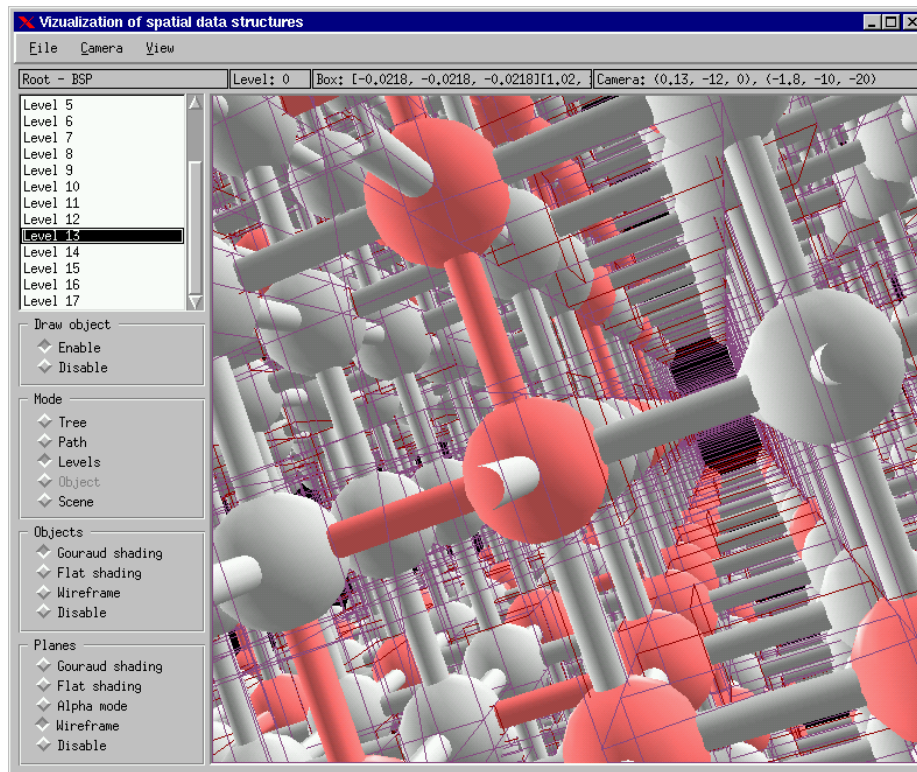 Vizualization of spatial data structures
File Camera View
Root - BSP Level: 0 Box: [-0.0218, -0.0218, -0.0218][1.02, Camera: (0.13, -12, 0), (-1.8, -10, -20)
Level 5
Level 6
Level 7
Level 8
Level 9
Level 10
Level 11
Level 12
Level 13
Level 14
Level 15
Level 16
Level 17
Draw object
Enable
Disable
Mode
Tree
Path
Levels
Object
Scene
Objects
Gouraud shading
Flat shading
Wireframe
Disable
Planes
Gouraud shading
Flat shading
Alpha mode
Wireframe
Disable